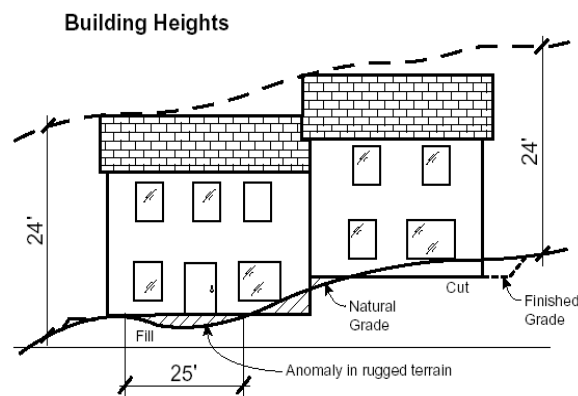 Building Heights
24'
24'
Natural
Grade
Cut
Finished
Grade
Fill
Anomaly in rugged terrain
25'